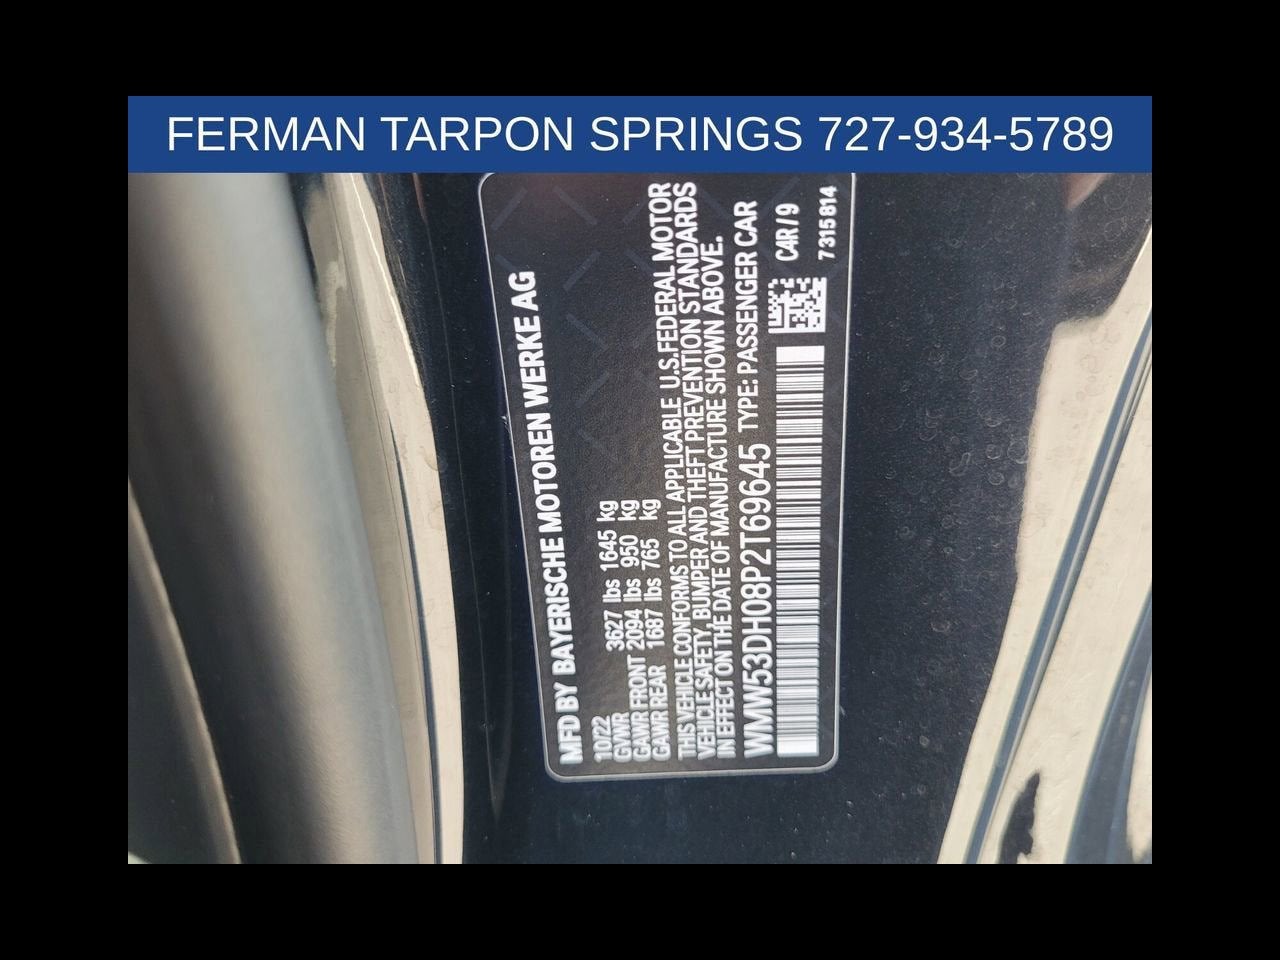 FERMAN TARPON SPRINGS 727-934-5789
MFD BY BAYERISCHE MOTOREN WERKE AG
10/22
GVWR 3627 lbs 1645 kg
GAWR FRONT 2094 lbs 950 kg
GAWR REAR 1687 lbs 765 kg
THIS VEHICLE CONFORMS TO ALL APPLICABLE U.S. FEDERAL MOTOR
VEHICLE SAFETY, BUMPER AND THEFT PREVENTION STANDARDS
IN EFFECT ON THE DATE OF MANUFACTURE SHOWN ABOVE.
WMW53DH08P2T69645 TYPE: PASSENGER CAR
C4R / 9
7315814